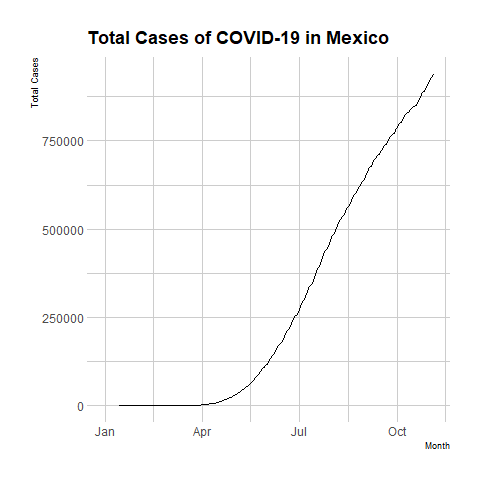 Total Cases of COVID-19 in Mexico
Total Cases
750000
500000
250000
0
Jan Apr Jul Oct
Month